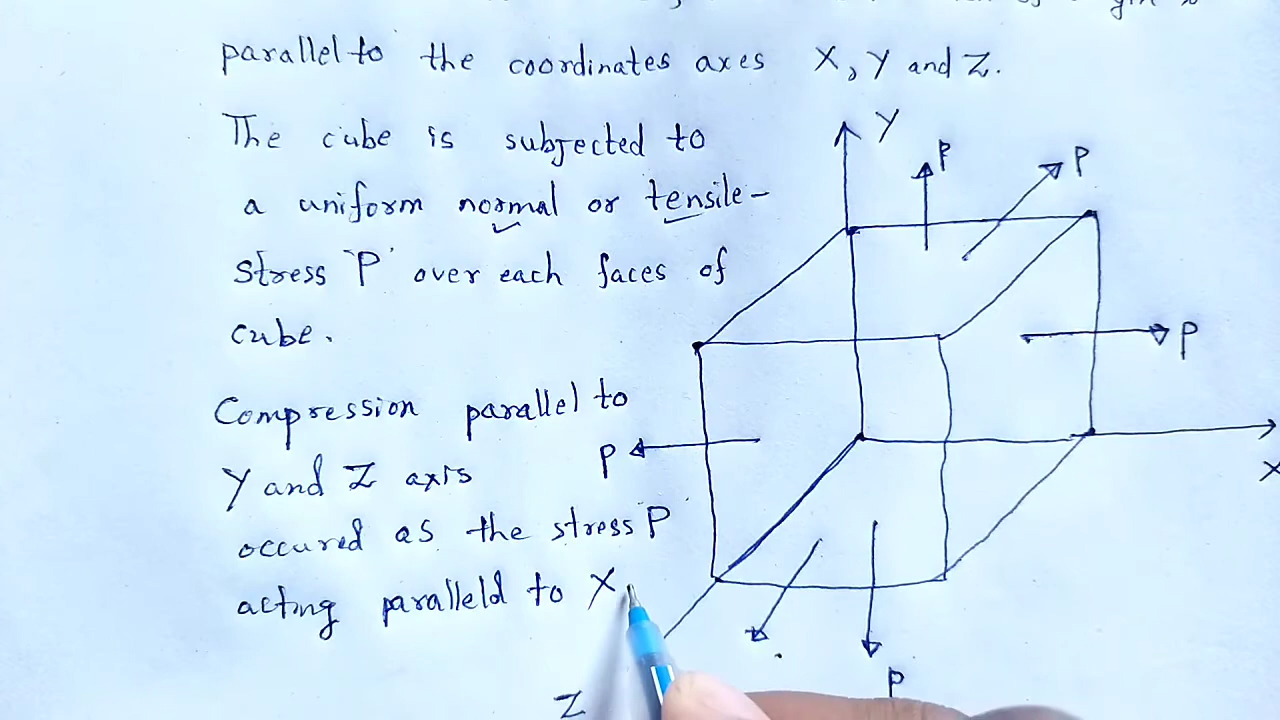 parallel to the coordinates axes X, Y and Z.
The cube is subjected to
a uniform normal or tensile-
stress 'P' over each faces of
cube.
Compression parallel to
Y and Z axis
occured as the stress P
acting paralleld to X
Y
P
P
P
P
X
P
Z